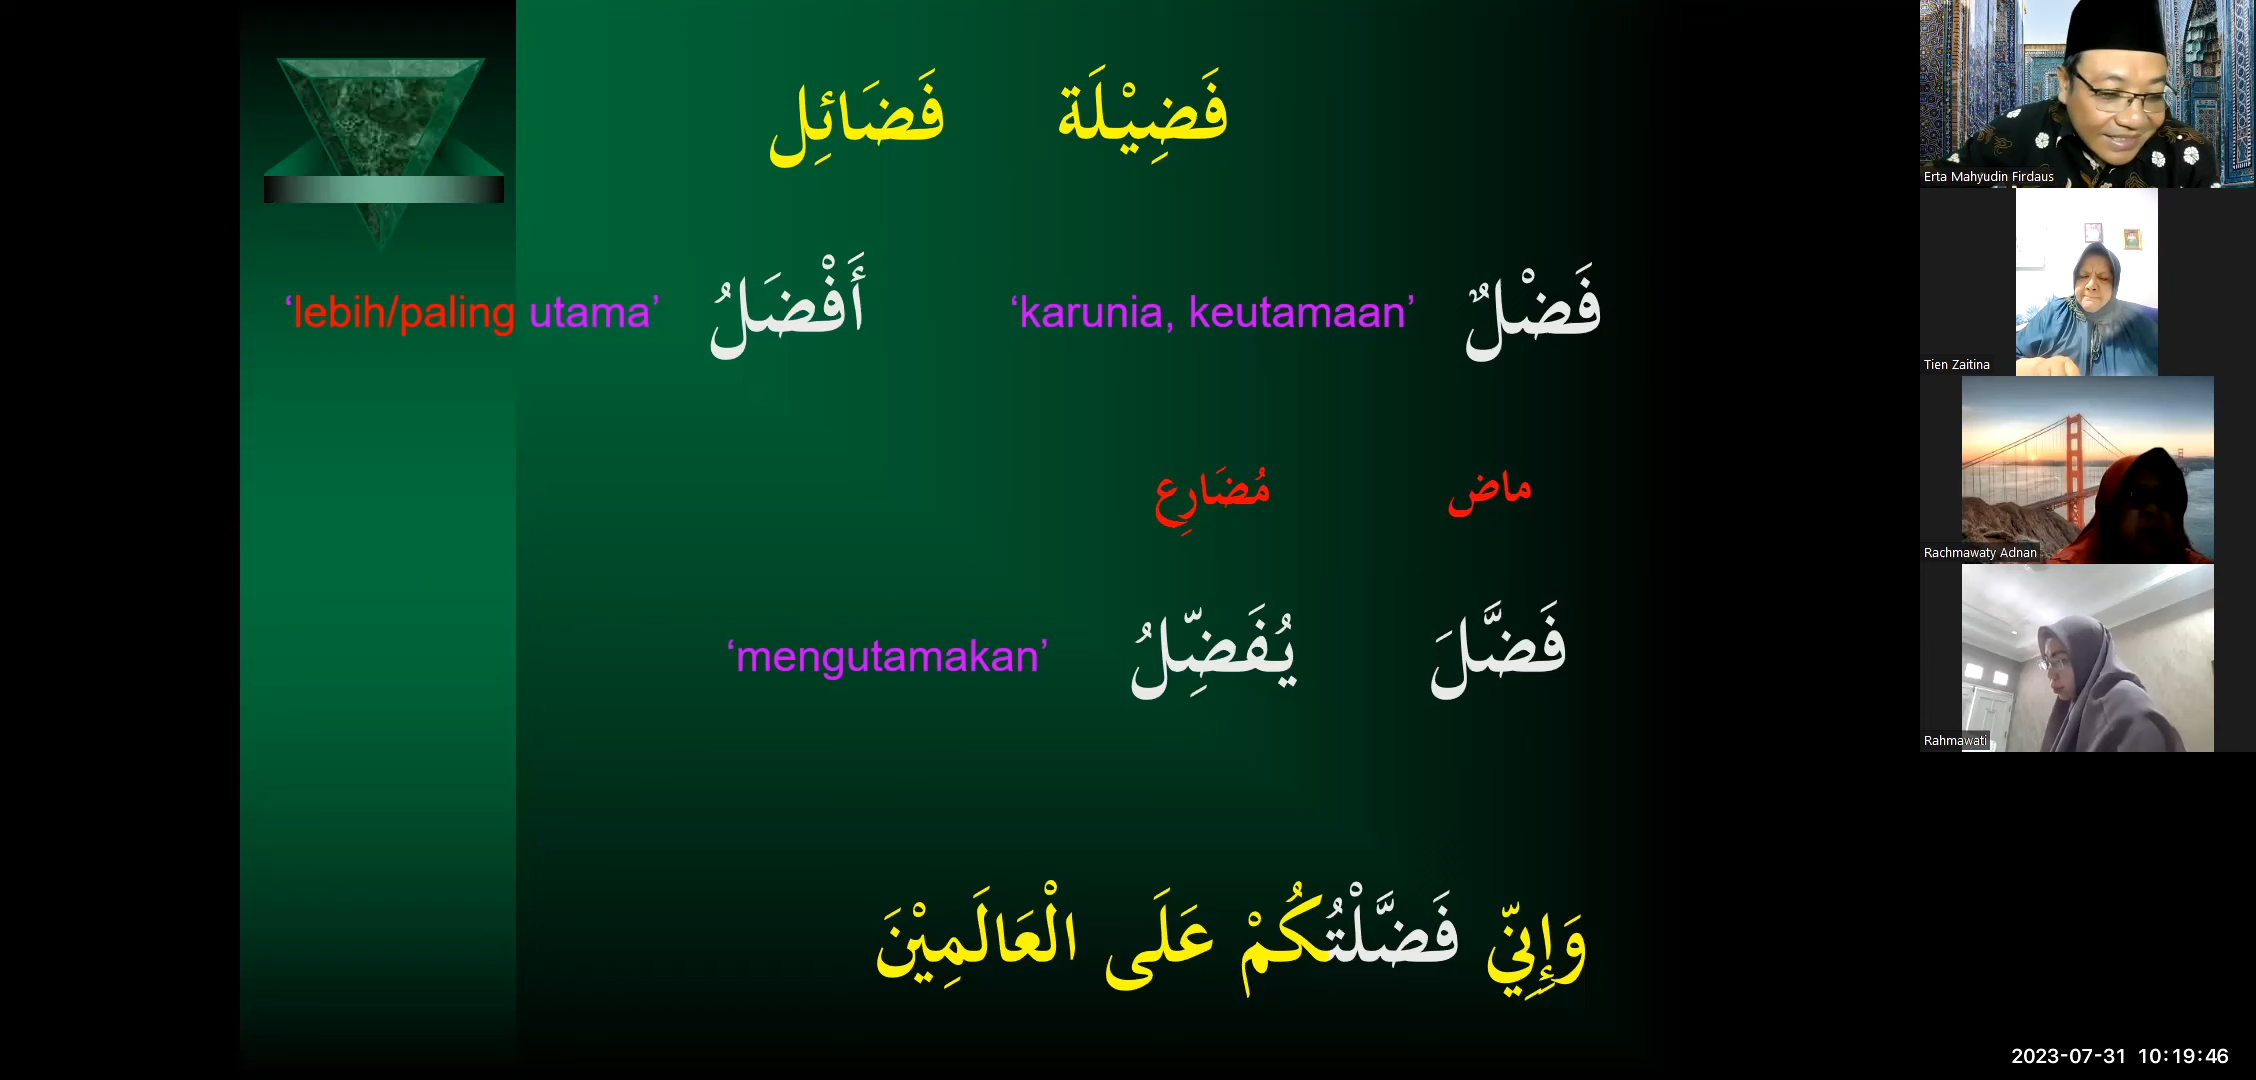 فَضِيْلَة فَضَائِل
فَضْلٌ ‘karunia, keutamaan’ أَفْضَلُ ‘lebih/paling utama’
ماض مُضَارِع
فَضَّلَ يُفَضِّلُ ‘mengutamakan’
وَإِنِّيْ فَضَّلْتُكُمْ عَلَى الْعَالَمِيْنَ
Erta Mahyudin Firdaus
Tien Zaitina
Rachmawaty Adnan
Rahmawati
2023-07-31 10:19:46